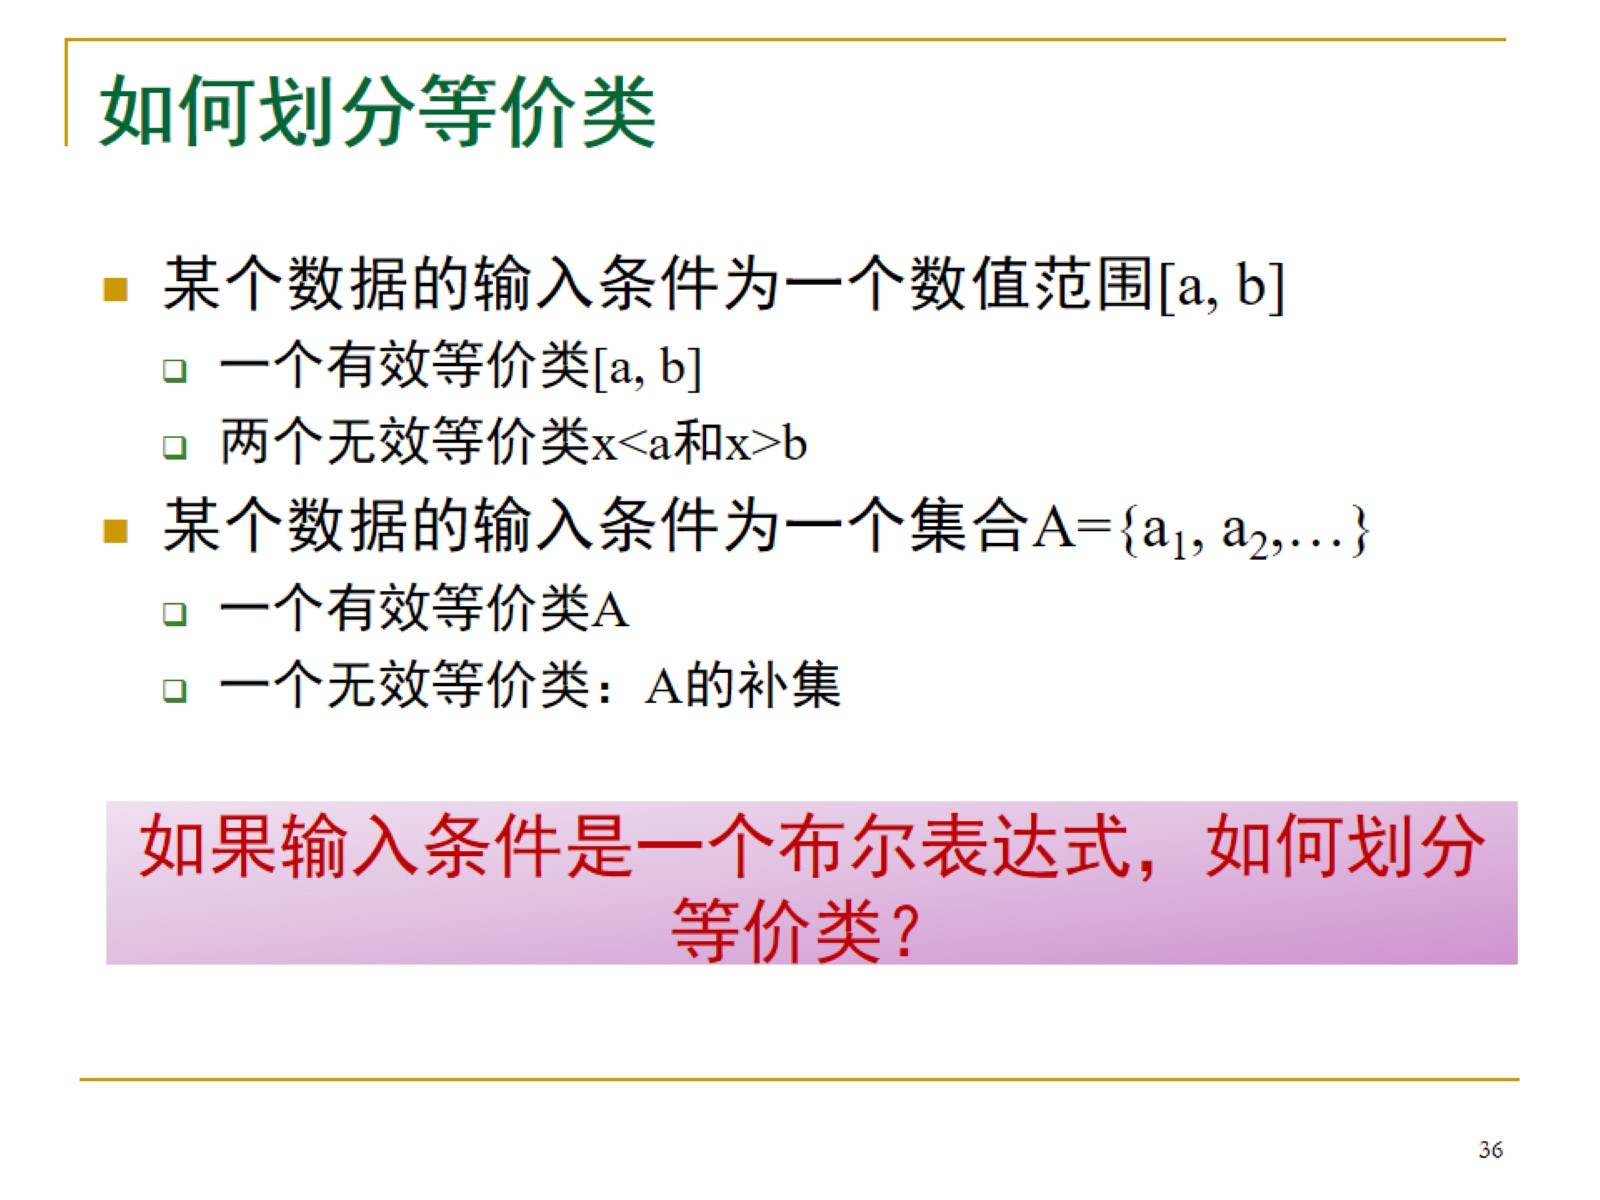 如何划分等价类
某个数据的输入条件为一个数值范围[a, b]
一个有效等价类[a, b]
两个无效等价类x<a和x>b
某个数据的输入条件为一个集合A={a₁, a₂,…}
一个有效等价类A
一个无效等价类：A的补集
如果输入条件是一个布尔表达式，如何划分
等价类？
36